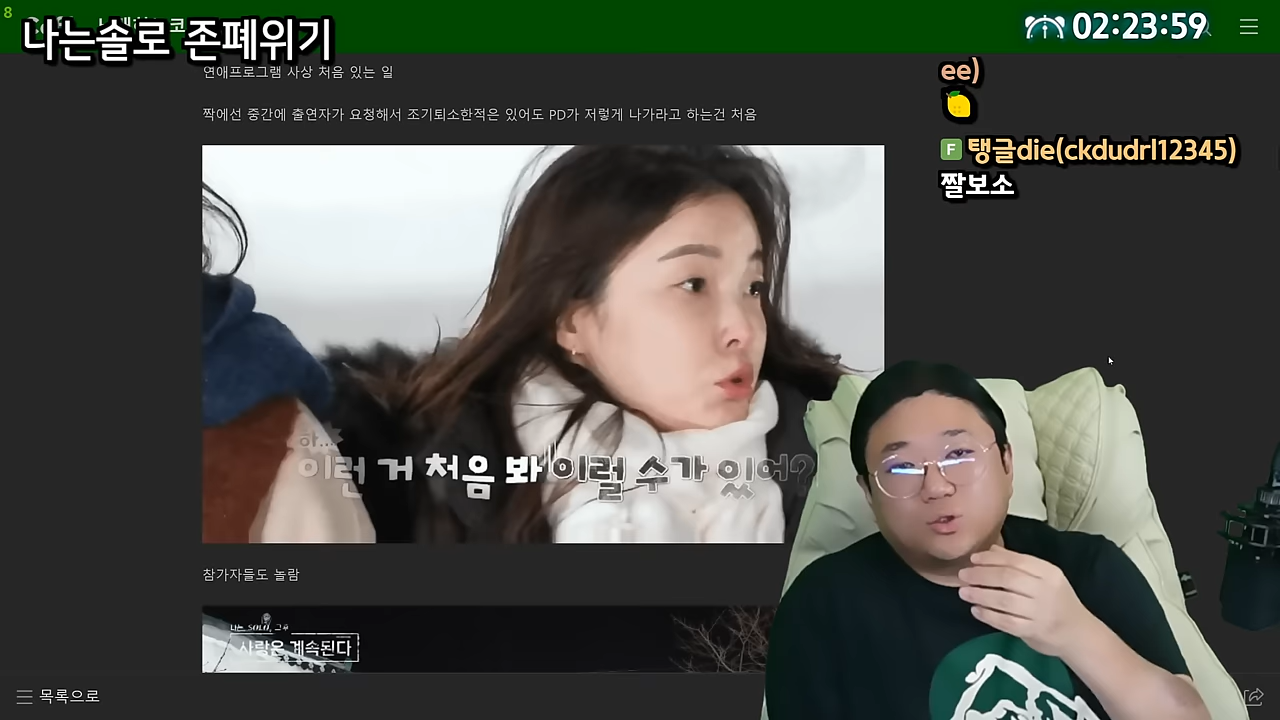 8
나는솔로 존폐위기
코
02:23:59
연애프로그램 사상 처음 있는 일
짝에선 중간에 출연자가 요청해서 조기퇴소한적은 있어도 PD가 저렇게 나가라고 하는건 처음
ee)
F 탱글die(ckdudrl12345)
짤보소
하...
이런 거 처음 봐 이럴 수가 있어?
참가자들도 놀람
나는 SOLO, 그후
사랑은 계속된다
목록으로